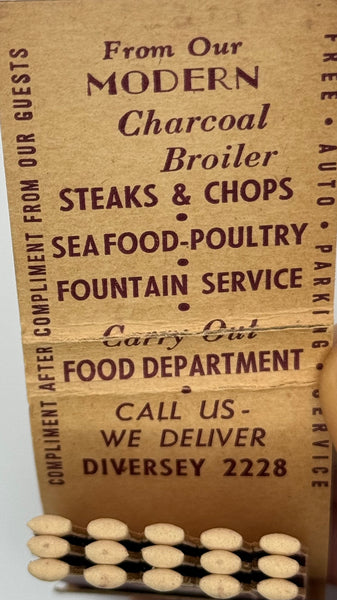 From Our
MODERN
Charcoal
Broiler
STEAKS & CHOPS
•
SEA FOOD-POULTRY
•
FOUNTAIN SERVICE
•
Carry Out
FOOD DEPARTMENT
•
CALL US -
WE DELIVER
DIVERSEY 2228
COMPLIMENT AFTER COMPLIMENT FROM OUR GUESTS
FREE • AUTO • PARKING • SERVICE